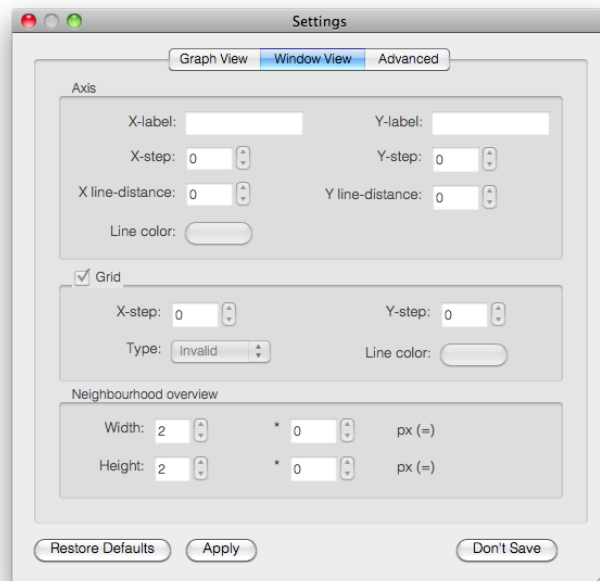 Settings
Graph View Window View Advanced
Axis
X-label: Y-label:
X-step: 0 Y-step: 0
X line-distance: 0 Y line-distance: 0
Line color:
Grid
X-step: 0 Y-step: 0
Type: Invalid Line color:
Neighbourhood overview
Width: 2 * 0 px (=)
Height: 2 * 0 px (=)
Restore Defaults Apply Don't Save